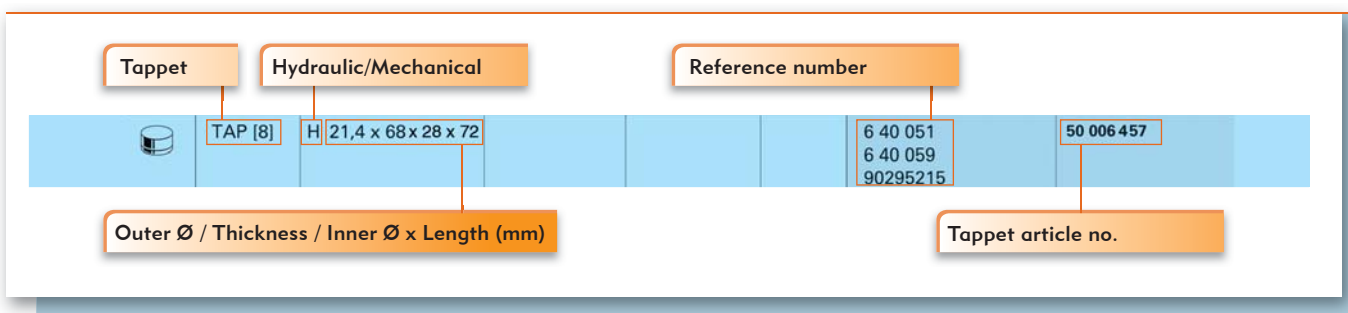 Tappet
Hydraulic/Mechanical
Reference number
TAP [8]
H
21,4 x 68 x 28 x 72
6 40 051
6 40 059
90295215
50 006 457
Outer Ø / Thickness / Inner Ø x Length (mm)
Tappet article no.